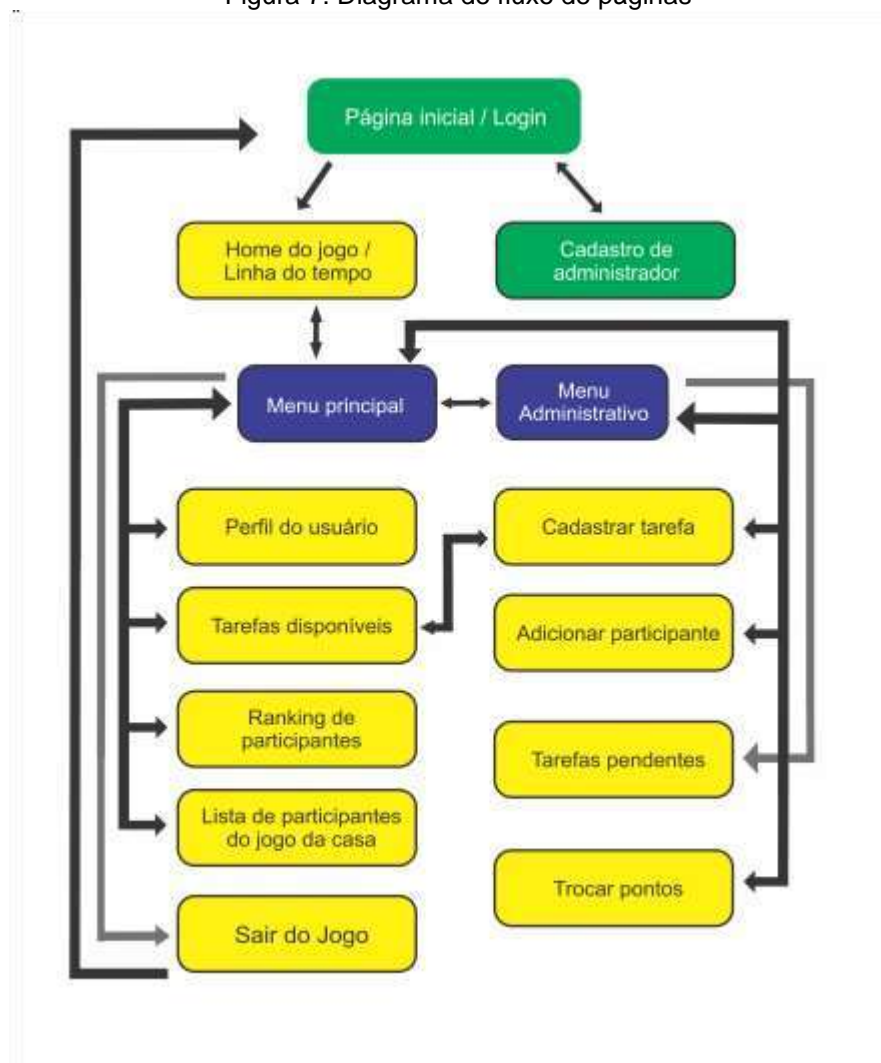 Figura 7: Diagrama do fluxo de páginas
Página inicial / Login
Home do jogo /
Linha do tempo
Cadastro de
administrador
Menu principal
Menu
Administrativo
Perfil do usuário
Cadastrar tarefa
Tarefas disponíveis
Adicionar participante
Ranking de
participantes
Tarefas pendentes
Lista de participantes
do jogo da casa
Trocar pontos
Sair do Jogo